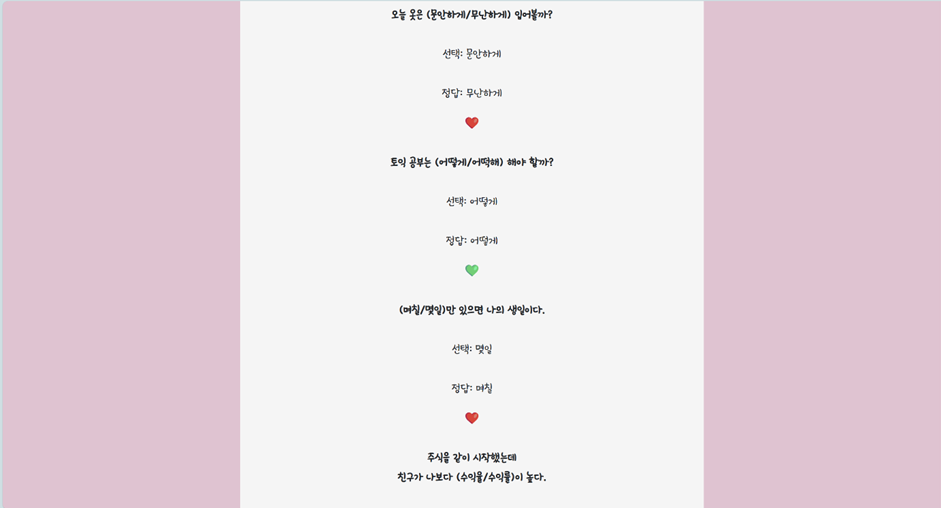 오늘 옷은 (문안하게/무난하게) 입어볼까?
선택: 문안하게
정답: 무난하게
토익 공부는 (어떻게/어떡해) 해야 할까?
선택: 어떻게
정답: 어떻게
(며칠/몇일)만 있으면 나의 생일이다.
선택: 몇일
정답: 며칠
주식을 같이 시작했는데
친구가 나보다 (수익율/수익률)이 높다.